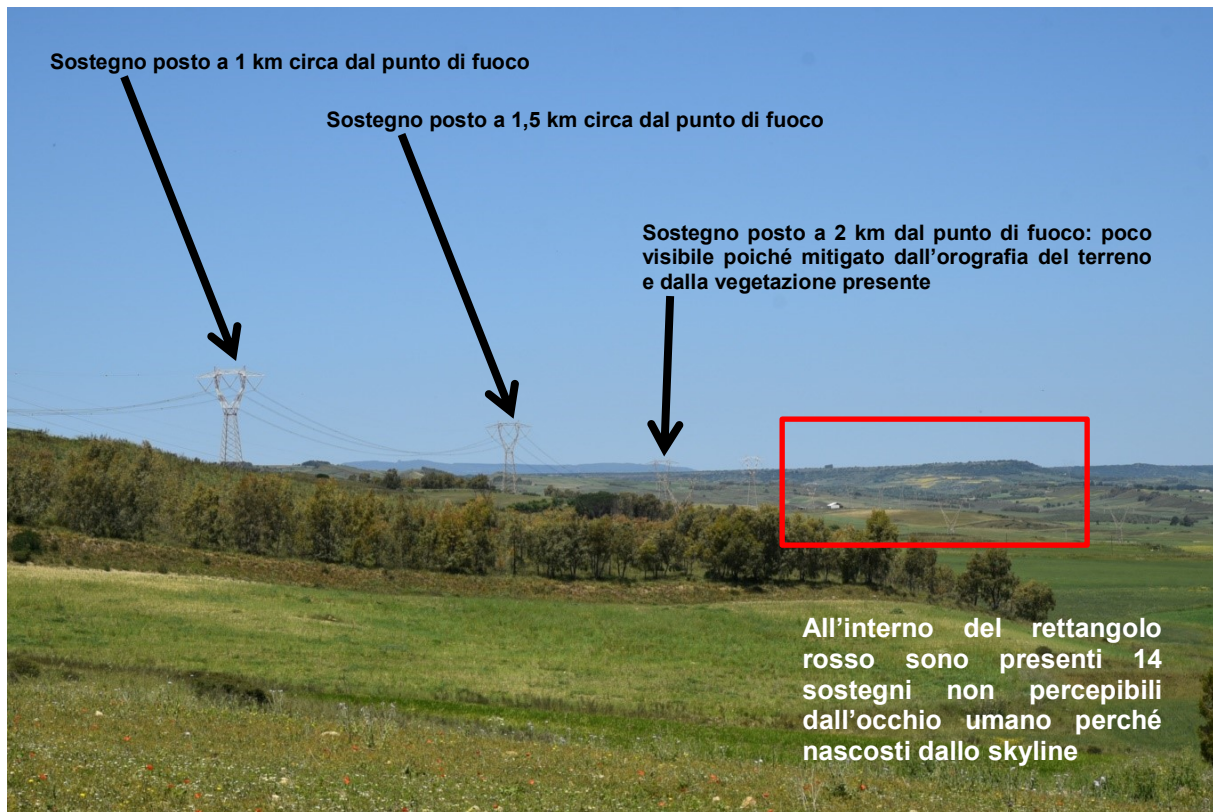 Sostegno posto a 1 km circa dal punto di fuoco
Sostegno posto a 1,5 km circa dal punto di fuoco
Sostegno posto a 2 km dal punto di fuoco: poco
visibile poiché mitigato dall’orografia del terreno
e dalla vegetazione presente
All’interno del rettangolo
rosso sono presenti 14
sostegni non percepibili
dall’occhio umano perché
nascosti dallo skyline